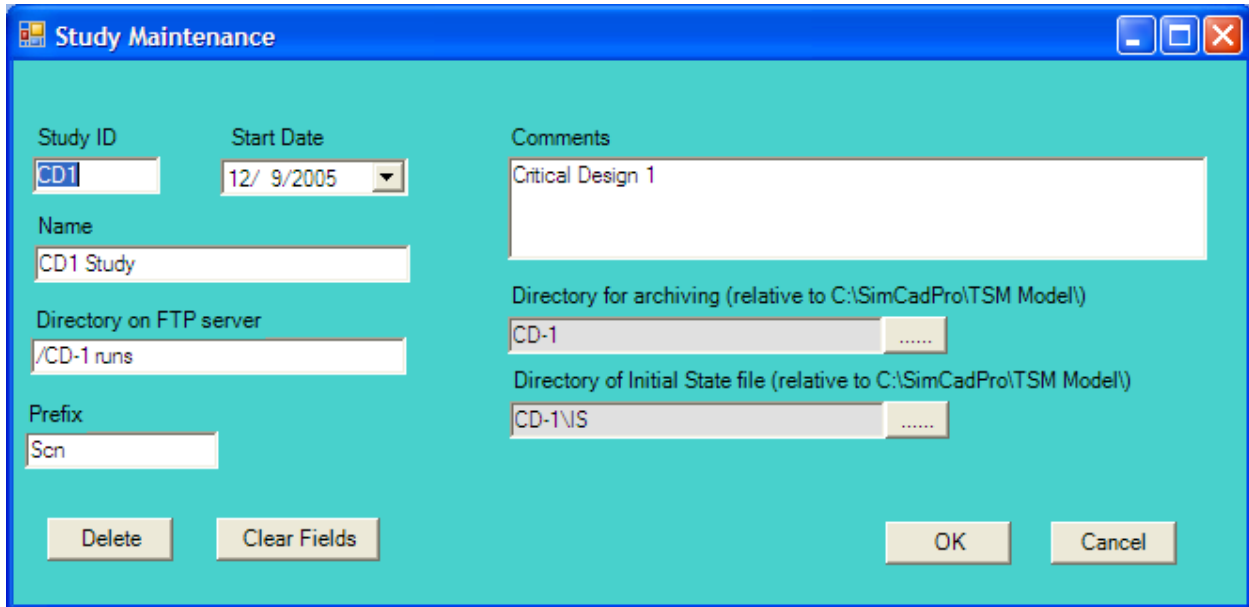 Study Maintenance
Study ID
Start Date
CD1
12/ 9/2005
Name
CD1 Study
Directory on FTP server
/CD-1 runs
Prefix
Scn
Comments
Critical Design 1
Directory for archiving (relative to C:\SimCadPro\TSM Model\)
CD-1
......
Directory of Initial State file (relative to C:\SimCadPro\TSM Model\)
CD-1\IS
......
Delete
Clear Fields
OK
Cancel